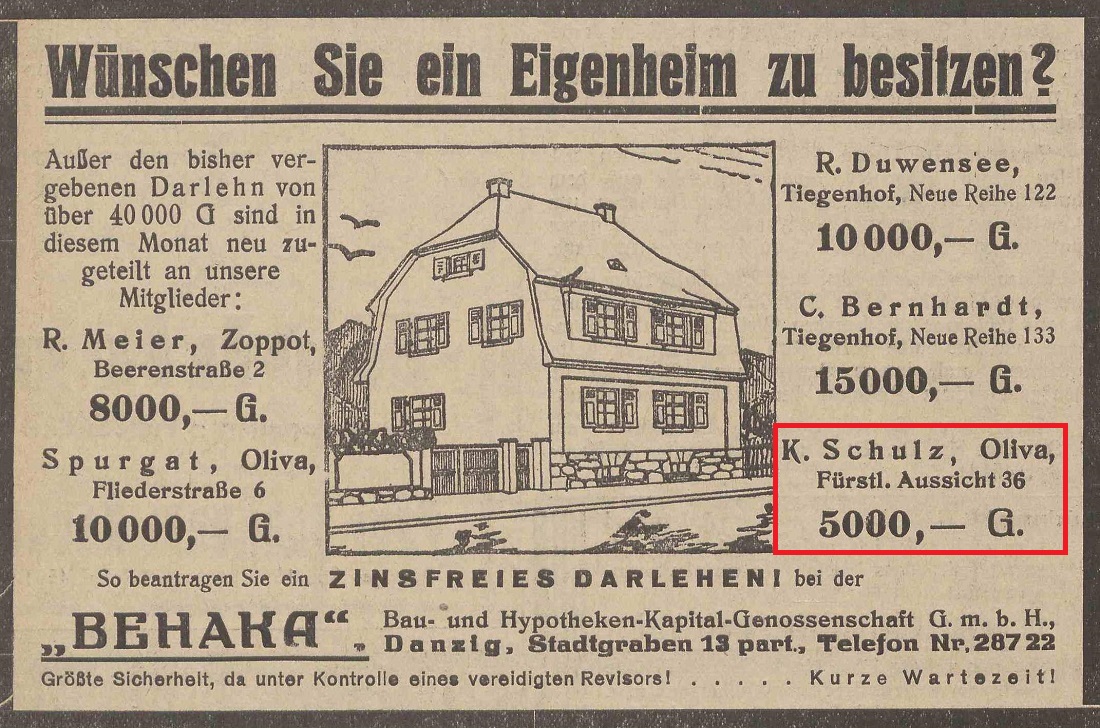 Wünschen Sie ein Eigenheim zu besitzen?
Außer den bisher ver-
gebenen Darlehn von
über 40 000 G sind in
diesem Monat neu zu-
geteilt an unsere
Mitglieder:
R. Meier, Zoppot,
Beerenstraße 2
8000,— G.
Spurgat, Oliva,
Fliederstraße 6
10 000,— G.
R. Duwensee,
Tiegenhof, Neue Reihe 122
10 000,— G.
C. Bernhardt,
Tiegenhof, Neue Reihe 133
15000,— G.
K. Schulz, Oliva,
Fürstl. Aussicht 36
5000,— G.
So beantragen Sie ein ZINSFREIES DARLEHEN! bei der
„BEHAKA“.
Bau- und Hypotheken-Kapital-Genossenschaft G. m. b. H.,
Danzig, Stadtgraben 13 part., Telefon Nr. 287 22
Größte Sicherheit, da unter Kontrolle eines vereidigten Revisors! . . . . . Kurze Wartezeit!